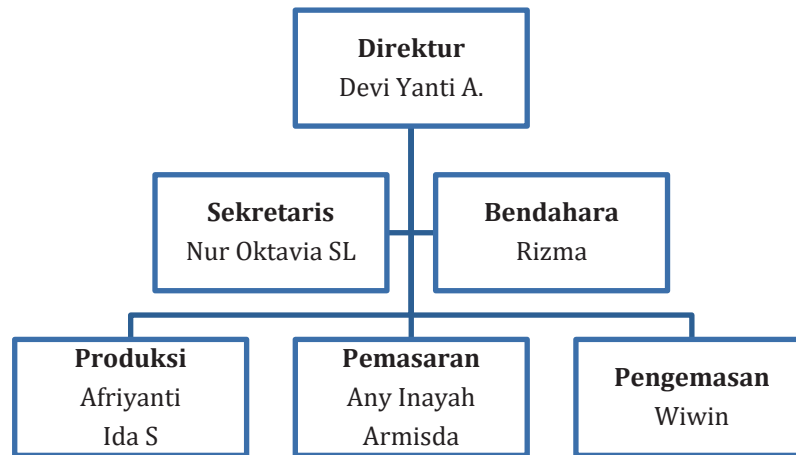 Direktur
Devi Yanti A.
Sekretaris
Nur Oktavia SL
Bendahara
Rizma
Produksi
Afriyanti
Ida S
Pemasaran
Any Inayah
Armisda
Pengemasan
Wiwin